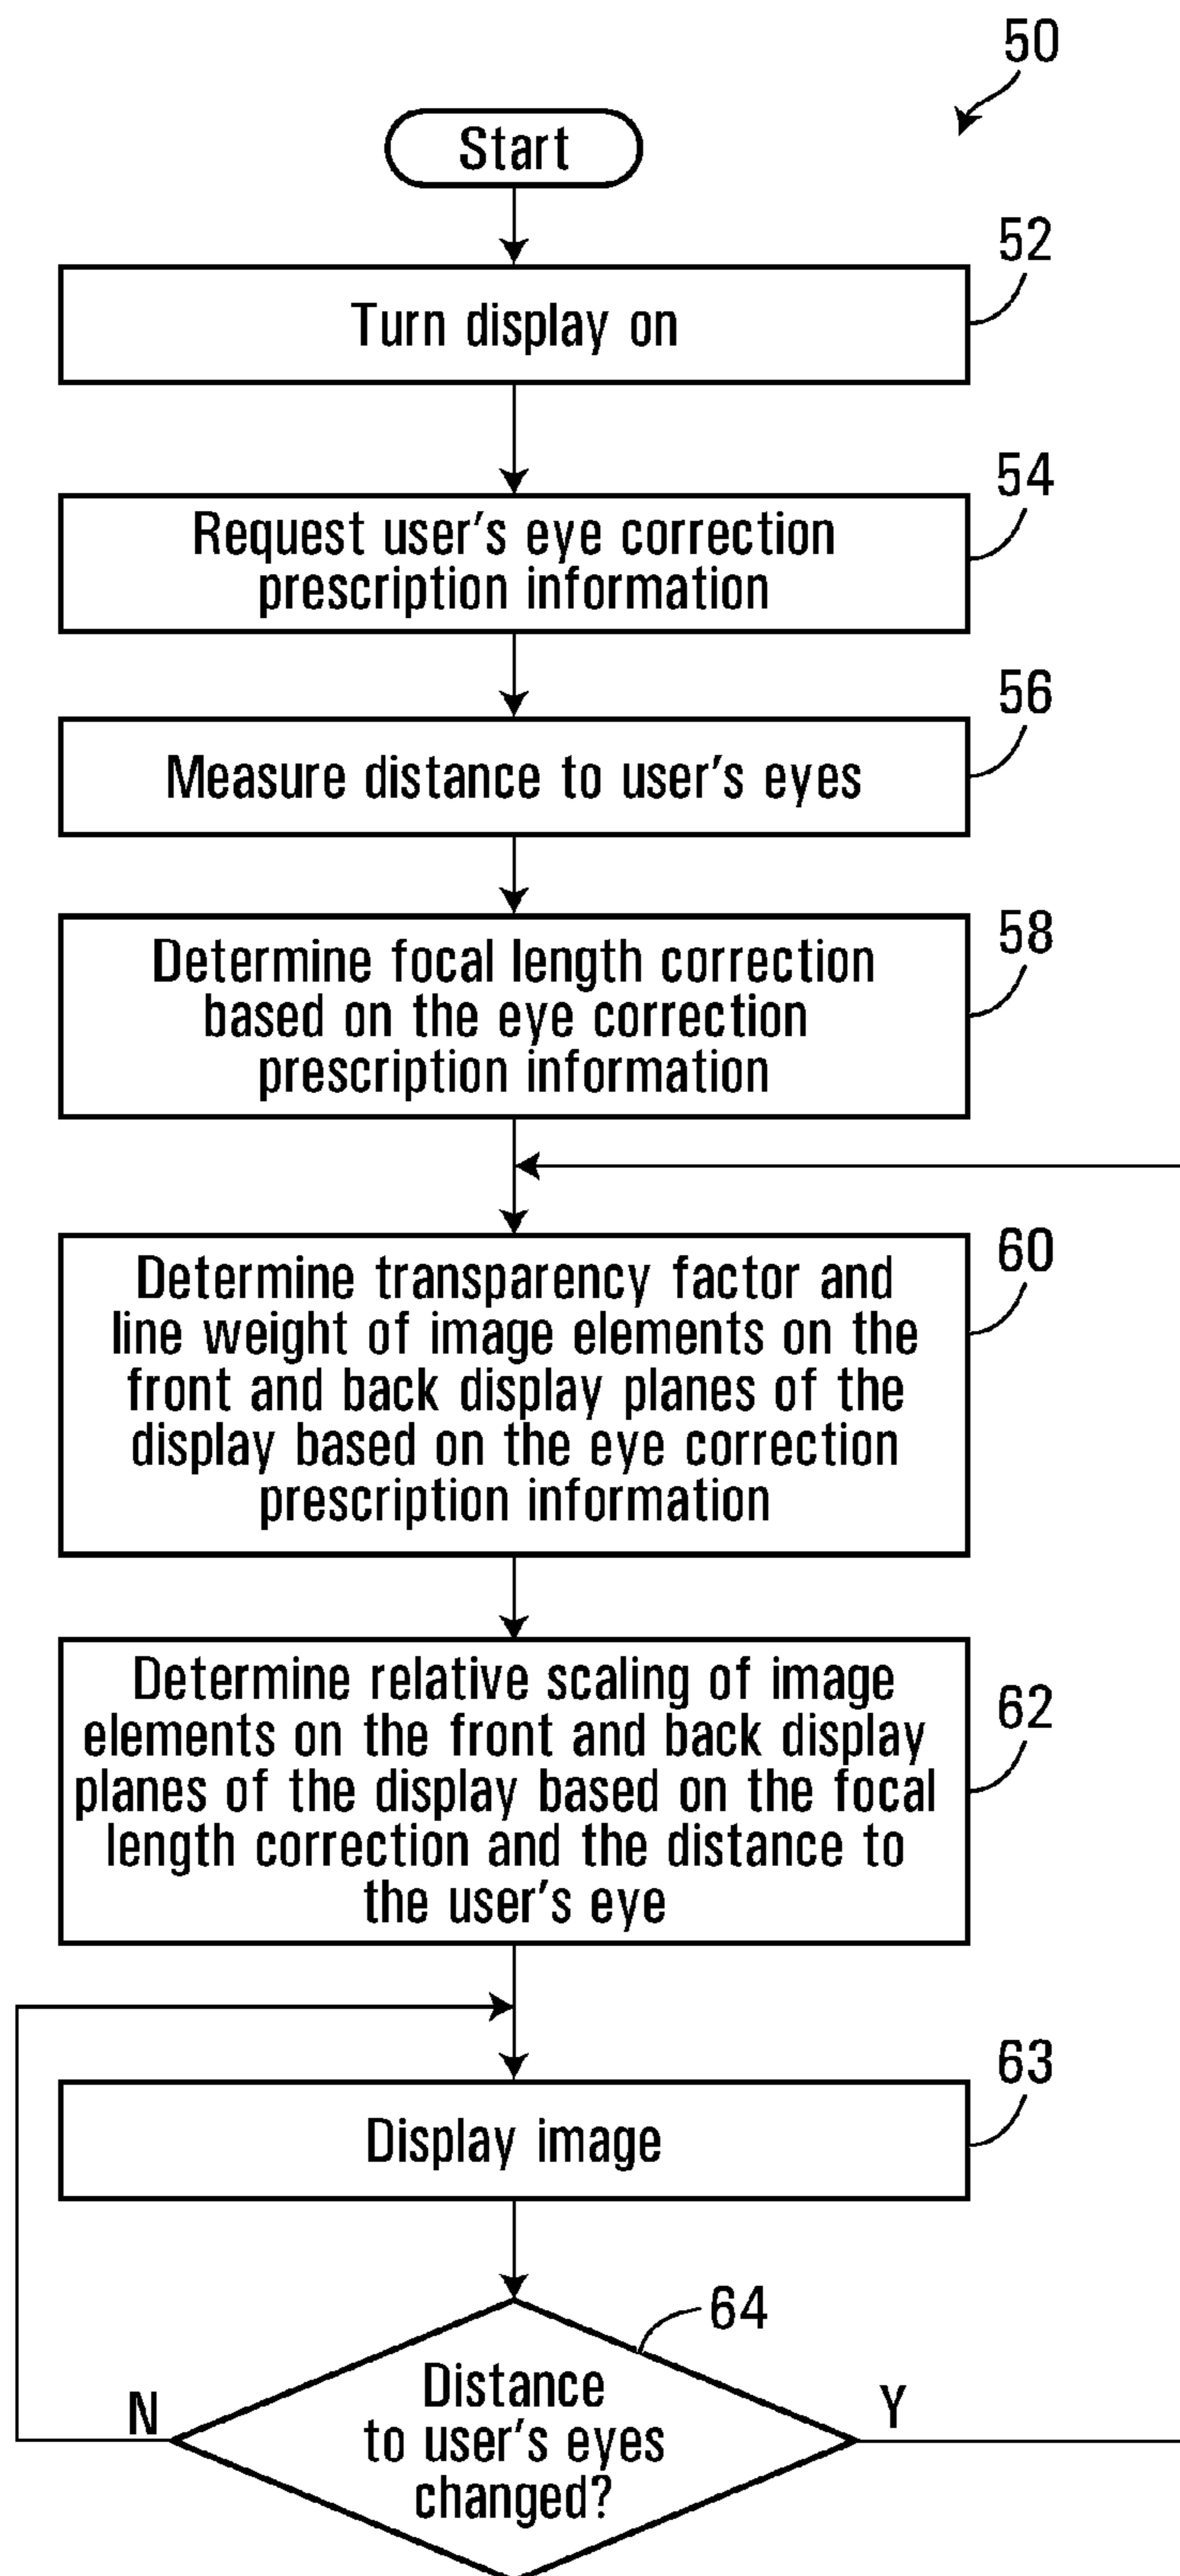 50
Start
52
Turn display on
54
Request user's eye correction
prescription information
56
Measure distance to user's eyes
58
Determine focal length correction
based on the eye correction
prescription information
60
Determine transparency factor and
line weight of image elements on the
front and back display planes of the
display based on the eye correction
prescription information
62
Determine relative scaling of image
elements on the front and back display
planes of the display based on the focal
length correction and the distance to
the user's eye
63
Display image
64
Distance
to user's eyes
changed?
N
Y